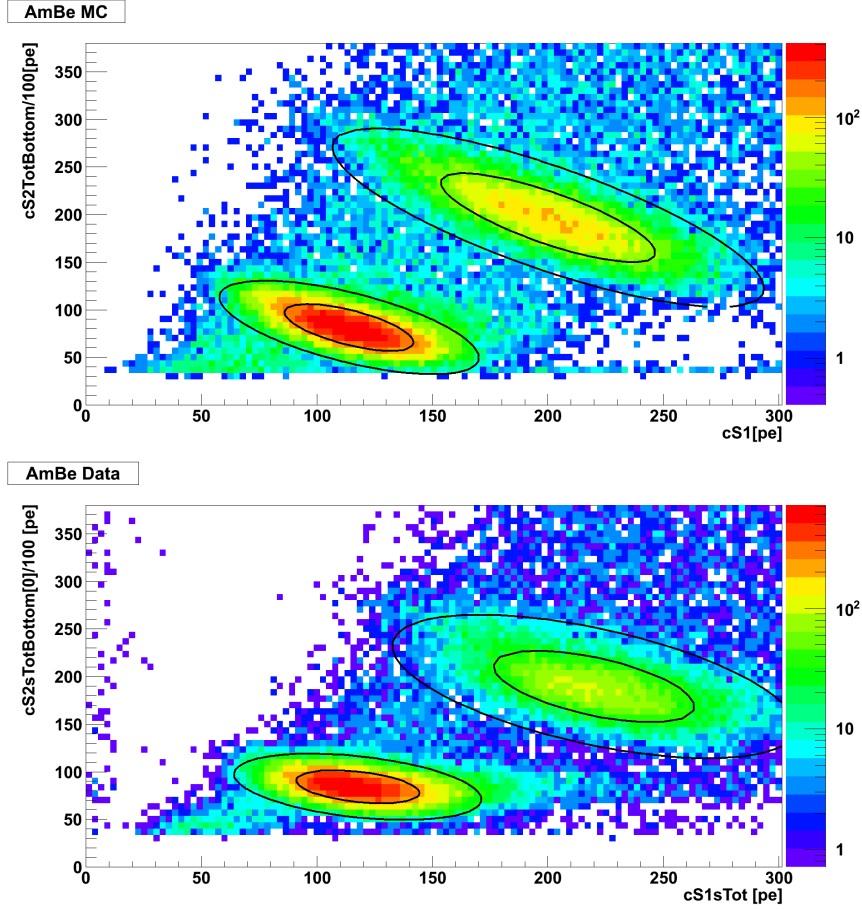 AmBe MC
cS2TotBottom/100[pe]
350
300
250
200
150
100
50
0
0 50 100 150 200 250 300
cS1[pe]
10²
10
1
AmBe Data
cS2sTotBottom[0]/100 [pe]
350
300
250
200
150
100
50
0
0 50 100 150 200 250 300
cS1sTot [pe]
10²
10
1